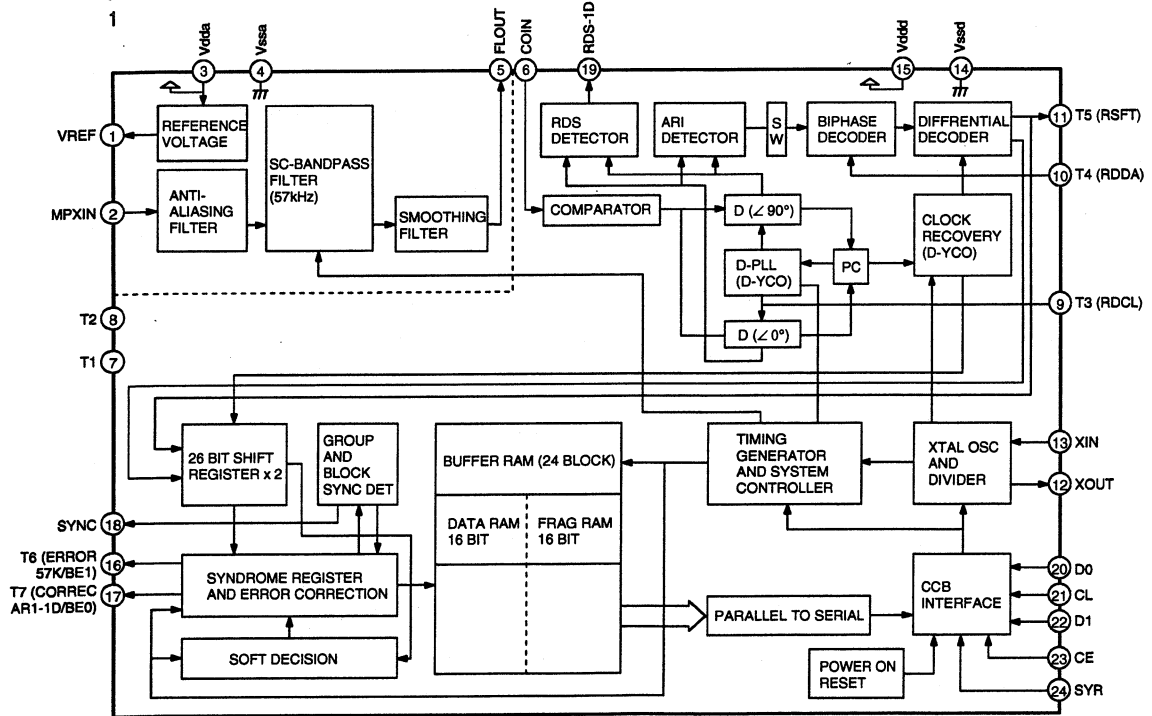 1
Vdda
Vssa
FLOUT
COIN
RDS-1D
Vddd
Vssd
3
4
5
6
19
15
14
VREF
1
REFERENCE
VOLTAGE
MPXIN
2
ANTI-
ALIASING
FILTER
SC-BANDPASS
FILTER
(57kHz)
SMOOTHING
FILTER
RDS
DETECTOR
ARI
DETECTOR
S
W
BIPHASE
DECODER
DIFFRENTIAL
DECODER
11
T5 (RSFT)
10
T4 (RDDA)
COMPARATOR
D (∠ 90°)
D-PLL
(D-YCO)
PC
CLOCK
RECOVERY
(D-YCO)
D (∠ 0°)
9
T3 (RDCL)
T2
8
T1
7
26 BIT SHIFT
REGISTER x 2
GROUP
AND
BLOCK
SYNC DET
BUFFER RAM (24 BLOCK)
DATA RAM
16 BIT
FRAG RAM
16 BIT
TIMING
GENERATOR
AND SYSTEM
CONTROLLER
XTAL OSC
AND
DIVIDER
13
XIN
12
XOUT
SYNC
18
T6 (ERROR
57K/BE1)
16
T7 (CORREC
AR1-1D/BE0)
17
SYNDROME REGISTER
AND ERROR CORRECTION
SOFT DECISION
PARALLEL TO SERIAL
CCB
INTERFACE
POWER ON
RESET
20
D0
21
CL
22
D1
23
CE
24
SYR